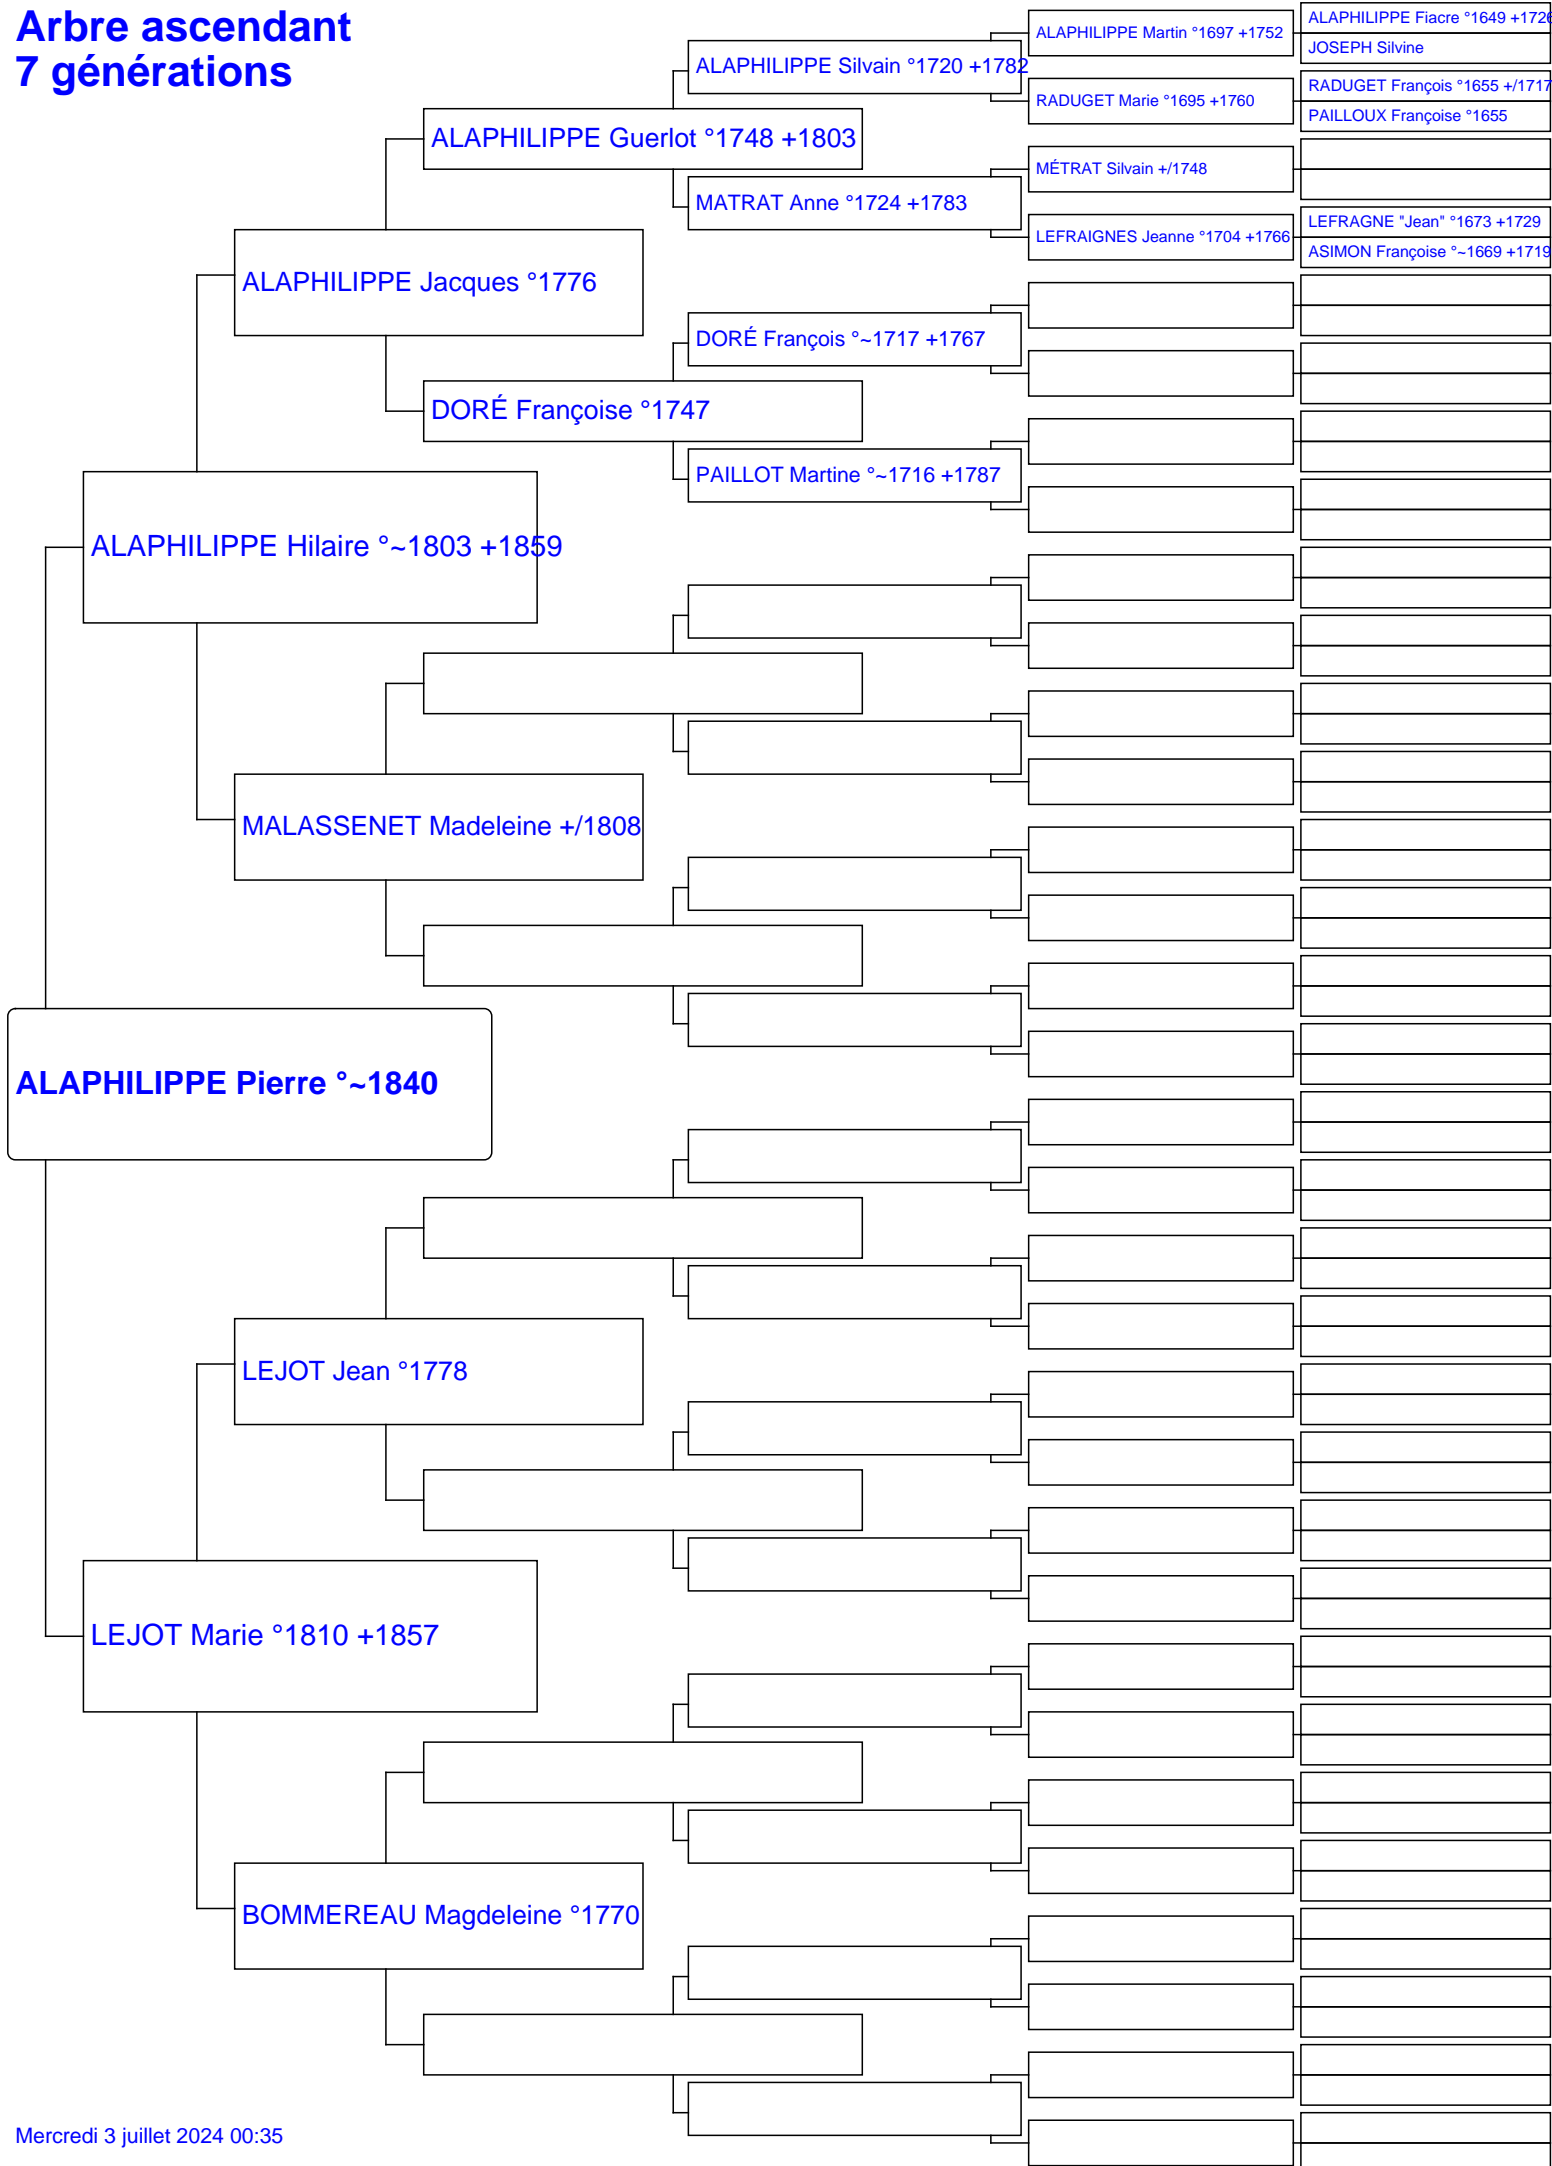 Arbre ascendant
7 générations
ALAPHILIPPE Fiacre °1649 +1726
ALAPHILIPPE Martin °1697 +1752
JOSEPH Silvine
ALAPHILIPPE Silvain °1720 +1782
RADUGET François °1655 +/1717
RADUGET Marie °1695 +1760
PAILLOUX Françoise °1655
ALAPHILIPPE Guerlot °1748 +1803
MÉTRAT Silvain +/1748
MATRAT Anne °1724 +1783
LEFRAGNE "Jean" °1673 +1729
LEFRAIGNES Jeanne °1704 +1766
ASIMON Françoise °~1669 +1719
ALAPHILIPPE Jacques °1776
DORÉ François °~1717 +1767
DORÉ Françoise °1747
PAILLOT Martine °~1716 +1787
ALAPHILIPPE Hilaire °~1803 +1859
MALASSENET Madeleine +/1808
ALAPHILIPPE Pierre °~1840
LEJOT Jean °1778
LEJOT Marie °1810 +1857
BOMMEREAU Magdeleine °1770
Mercredi 3 juillet 2024 00:35